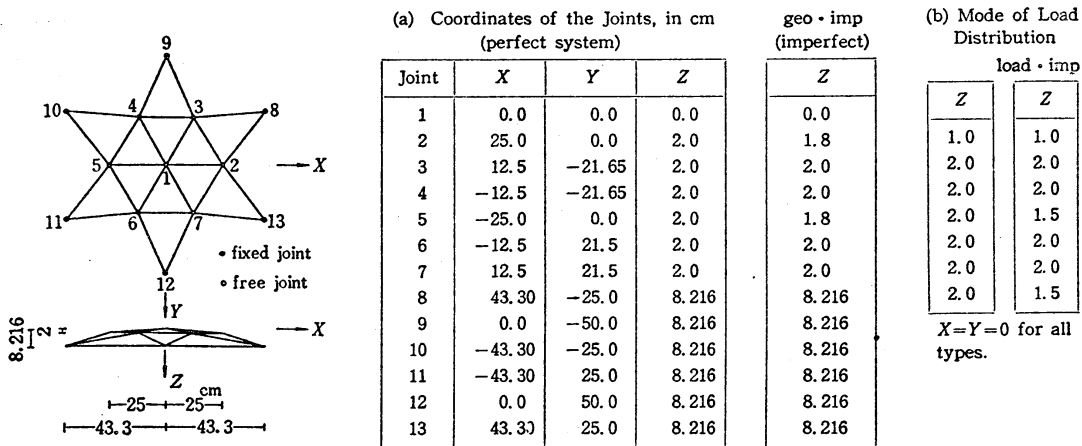 9
10 4 3 8
5 1 2 X
11 6 7 13
• fixed joint
∘ free joint
12
Y
8.216 2 X
Z
cm
25 25
43.3 43.3
(a) Coordinates of the Joints, in cm
(perfect system)
Joint X Y Z
1 0.0 0.0 0.0
2 25.0 0.0 2.0
3 12.5 −21.65 2.0
4 −12.5 −21.65 2.0
5 −25.0 0.0 2.0
6 −12.5 21.5 2.0
7 12.5 21.5 2.0
8 43.30 −25.0 8.216
9 0.0 −50.0 8.216
10 −43.30 −25.0 8.216
11 −43.30 25.0 8.216
12 0.0 50.0 8.216
13 43.30 25.0 8.216
geo・imp
(imperfect)
Z
0.0
1.8
2.0
2.0
1.8
2.0
2.0
8.216
8.216
8.216
8.216
8.216
8.216
(b) Mode of Load
Distribution
load・imp
Z Z
1.0 1.0
2.0 2.0
2.0 2.0
2.0 1.5
2.0 2.0
2.0 2.0
2.0 1.5
X=Y=0 for all
types.